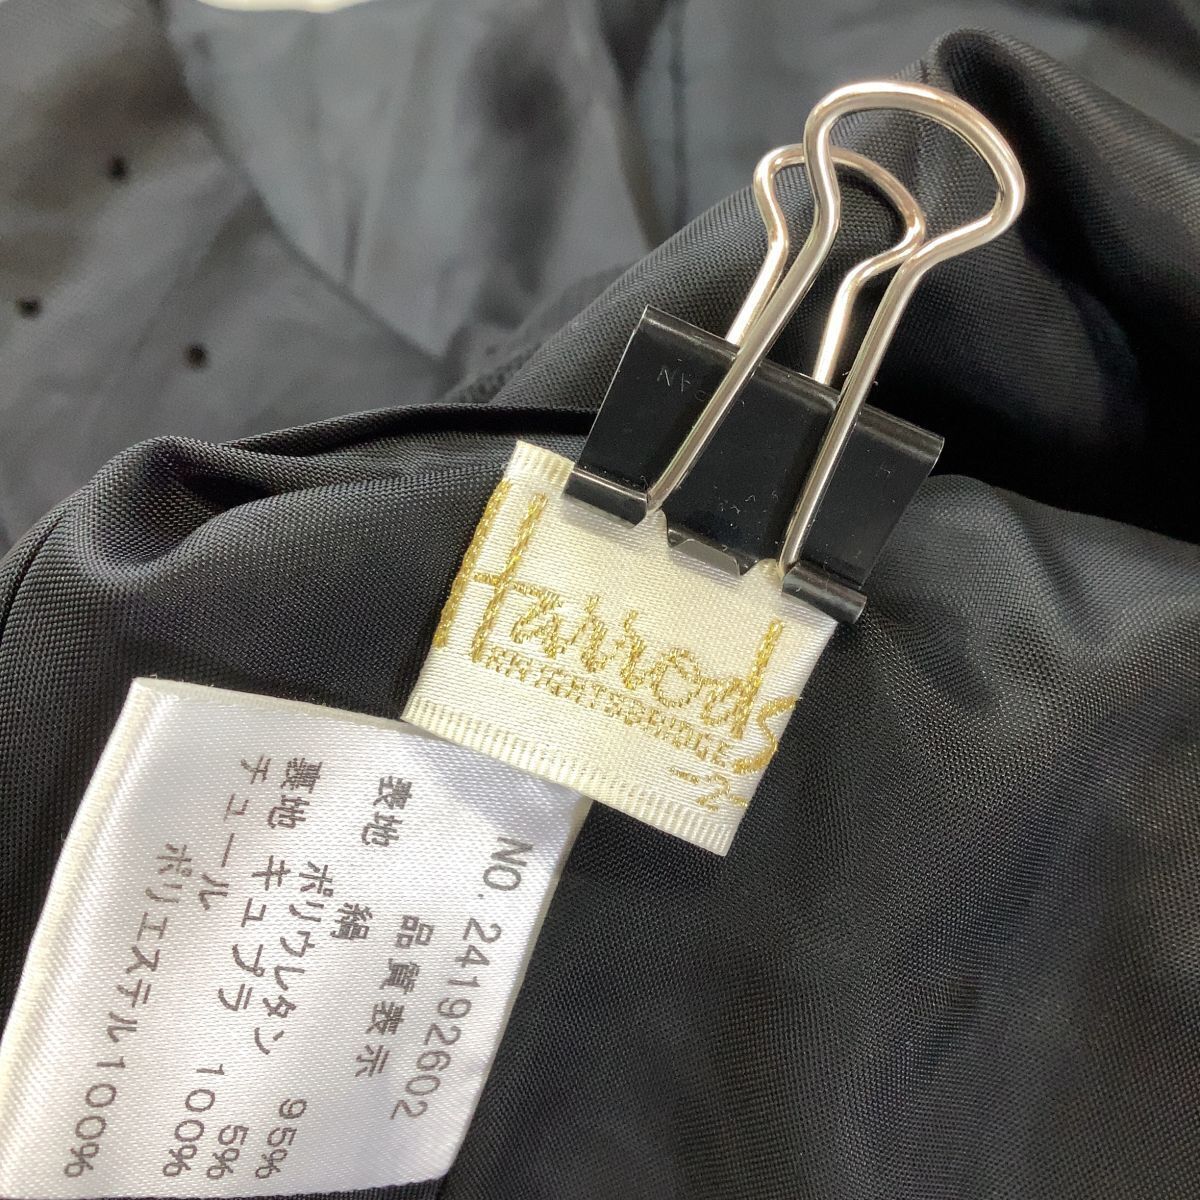 Harrods
KNIGHTSBRIDGE
-2-
NO. 24192602
品質表示
表地 絹 95%
ポリウレタン 5%
裏地 キュプラ 100%
チュール
ポリエステル100%